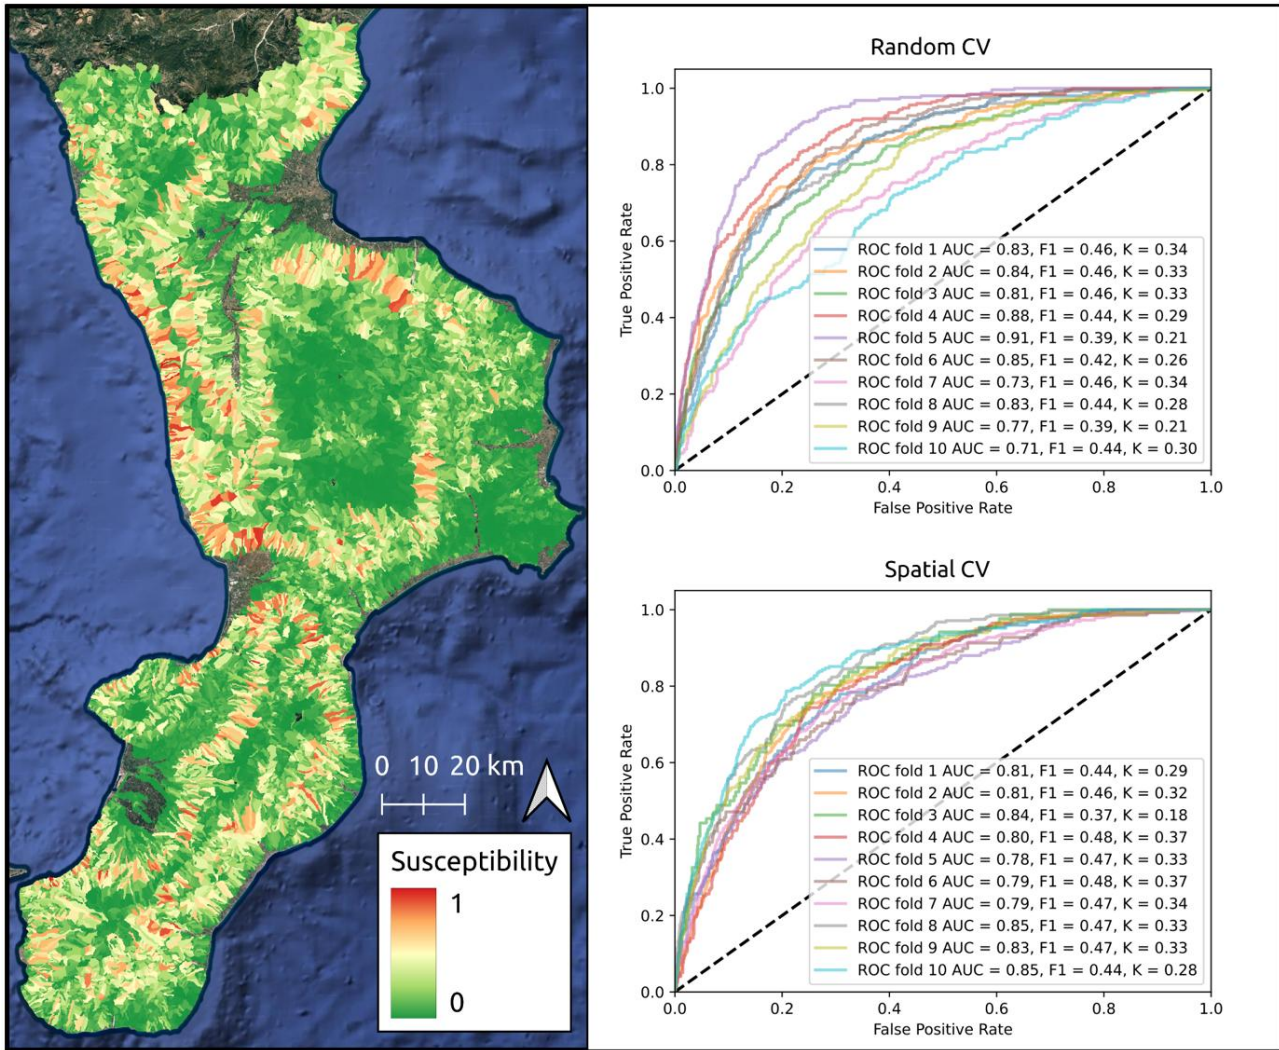 0 10 20 km
Susceptibility
1
0
Random CV
True Positive Rate
1.0
0.8
0.6
0.4
0.2
0.0
ROC fold 1 AUC = 0.83, F1 = 0.46, K = 0.34
ROC fold 2 AUC = 0.84, F1 = 0.46, K = 0.33
ROC fold 3 AUC = 0.81, F1 = 0.46, K = 0.33
ROC fold 4 AUC = 0.88, F1 = 0.44, K = 0.29
ROC fold 5 AUC = 0.91, F1 = 0.39, K = 0.21
ROC fold 6 AUC = 0.85, F1 = 0.42, K = 0.26
ROC fold 7 AUC = 0.73, F1 = 0.46, K = 0.34
ROC fold 8 AUC = 0.83, F1 = 0.44, K = 0.28
ROC fold 9 AUC = 0.77, F1 = 0.39, K = 0.21
ROC fold 10 AUC = 0.71, F1 = 0.44, K = 0.30
0.0 0.2 0.4 0.6 0.8 1.0
False Positive Rate
Spatial CV
True Positive Rate
1.0
0.8
0.6
0.4
0.2
0.0
ROC fold 1 AUC = 0.81, F1 = 0.44, K = 0.29
ROC fold 2 AUC = 0.81, F1 = 0.46, K = 0.32
ROC fold 3 AUC = 0.84, F1 = 0.37, K = 0.18
ROC fold 4 AUC = 0.80, F1 = 0.48, K = 0.37
ROC fold 5 AUC = 0.78, F1 = 0.47, K = 0.33
ROC fold 6 AUC = 0.79, F1 = 0.48, K = 0.37
ROC fold 7 AUC = 0.79, F1 = 0.47, K = 0.34
ROC fold 8 AUC = 0.85, F1 = 0.47, K = 0.33
ROC fold 9 AUC = 0.83, F1 = 0.47, K = 0.33
ROC fold 10 AUC = 0.85, F1 = 0.44, K = 0.28
0.0 0.2 0.4 0.6 0.8 1.0
False Positive Rate